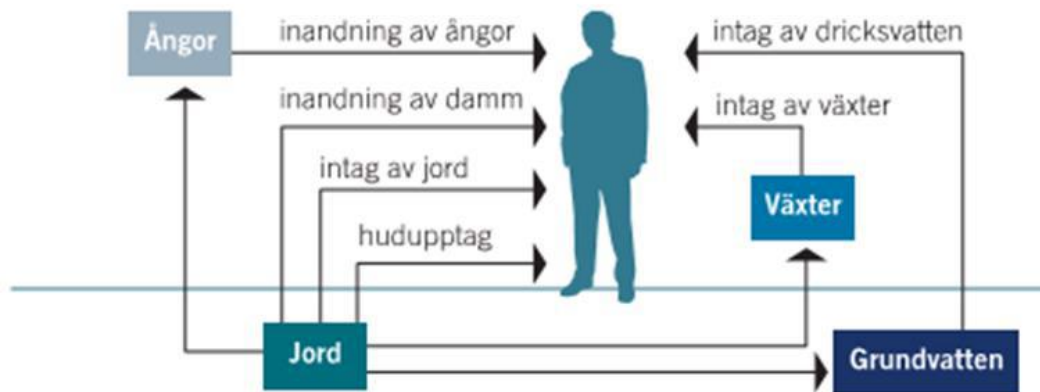 Ångor
inandning av ångor
intag av dricksvatten
inandning av damm
intag av växter
intag av jord
Växter
hudupptag
Jord
Grundvatten